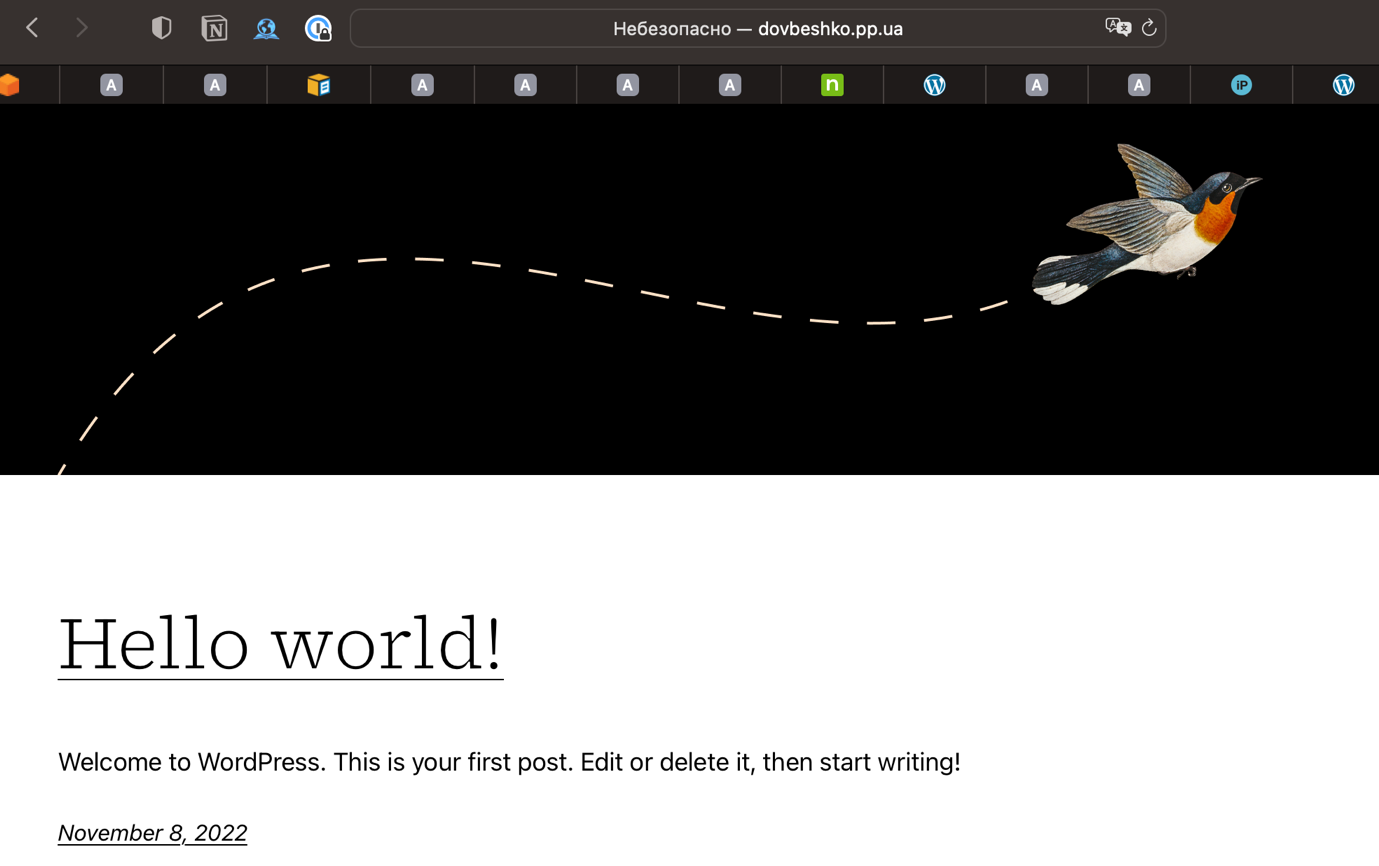 Небезопасно — dovbeshko.pp.ua
A A A A A A n A A iP
Hello world!
Welcome to WordPress. This is your first post. Edit or delete it, then start writing!
November 8, 2022